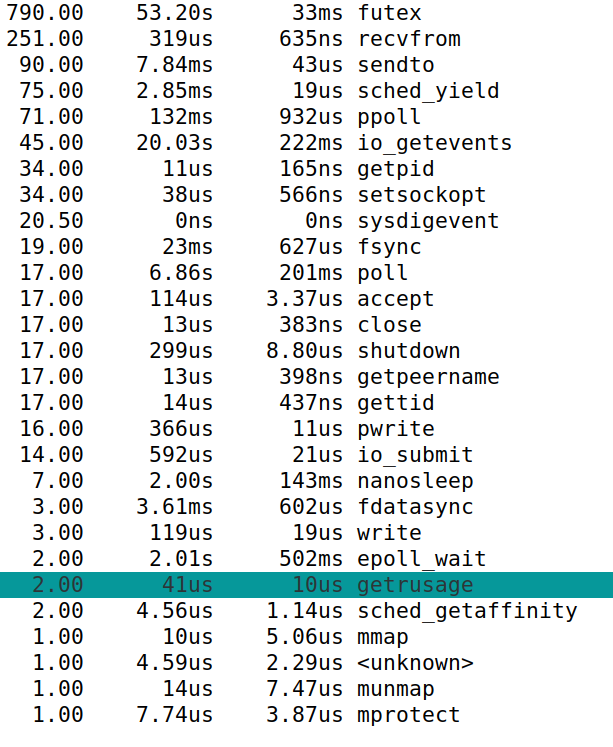 790.00 53.20s 33ms futex
251.00 319us 635ns recvfrom
90.00 7.84ms 43us sendto
75.00 2.85ms 19us sched_yield
71.00 132ms 932us ppoll
45.00 20.03s 222ms io_getevents
34.00 11us 165ns getpid
34.00 38us 566ns setsockopt
20.50 0ns 0ns sysdigevent
19.00 23ms 627us fsync
17.00 6.86s 201ms poll
17.00 114us 3.37us accept
17.00 13us 383ns close
17.00 299us 8.80us shutdown
17.00 13us 398ns getpeername
17.00 14us 437ns gettid
16.00 366us 11us pwrite
14.00 592us 21us io_submit
7.00 2.00s 143ms nanosleep
3.00 3.61ms 602us fdatasync
3.00 119us 19us write
2.00 2.01s 502ms epoll_wait
2.00 41us 10us getrusage
2.00 4.56us 1.14us sched_getaffinity
1.00 10us 5.06us mmap
1.00 4.59us 2.29us <unknown>
1.00 14us 7.47us munmap
1.00 7.74us 3.87us mprotect